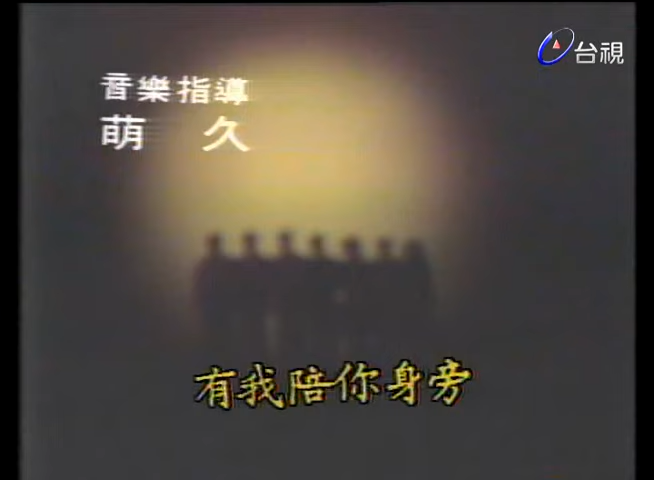 台視
音樂指導
萌 久
有我陪你身旁